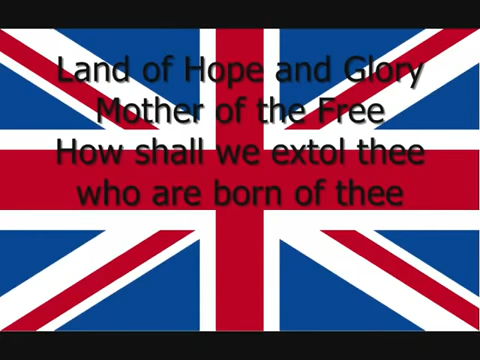 Land of Hope and Glory
Mother of the Free
How shall we extol thee
who are born of thee